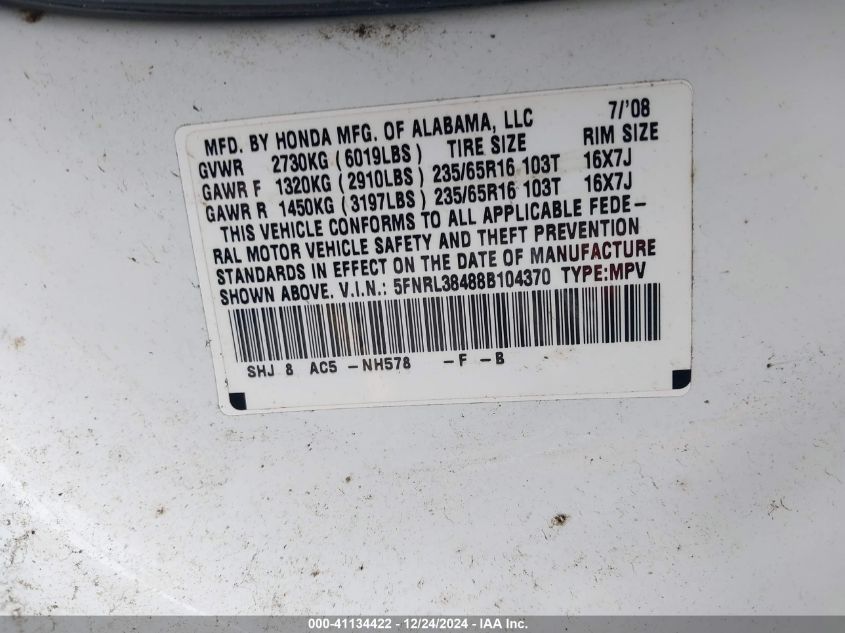 MFD. BY HONDA MFG. OF ALABAMA, LLC 7/'08
GVWR 2730KG (6019LBS) TIRE SIZE RIM SIZE
GAWR F 1320KG (2910LBS) 235/65R16 103T 16X7J
GAWR R 1450KG (3197LBS) 235/65R16 103T 16X7J
THIS VEHICLE CONFORMS TO ALL APPLICABLE FEDE-
RAL MOTOR VEHICLE SAFETY AND THEFT PREVENTION
STANDARDS IN EFFECT ON THE DATE OF MANUFACTURE
SHOWN ABOVE. V.I.N.: 5FNRL38488B104370 TYPE:MPV
SHJ 8 AC5 -NH578 -F -B
000-41134422 - 12/24/2024 - IAA Inc.